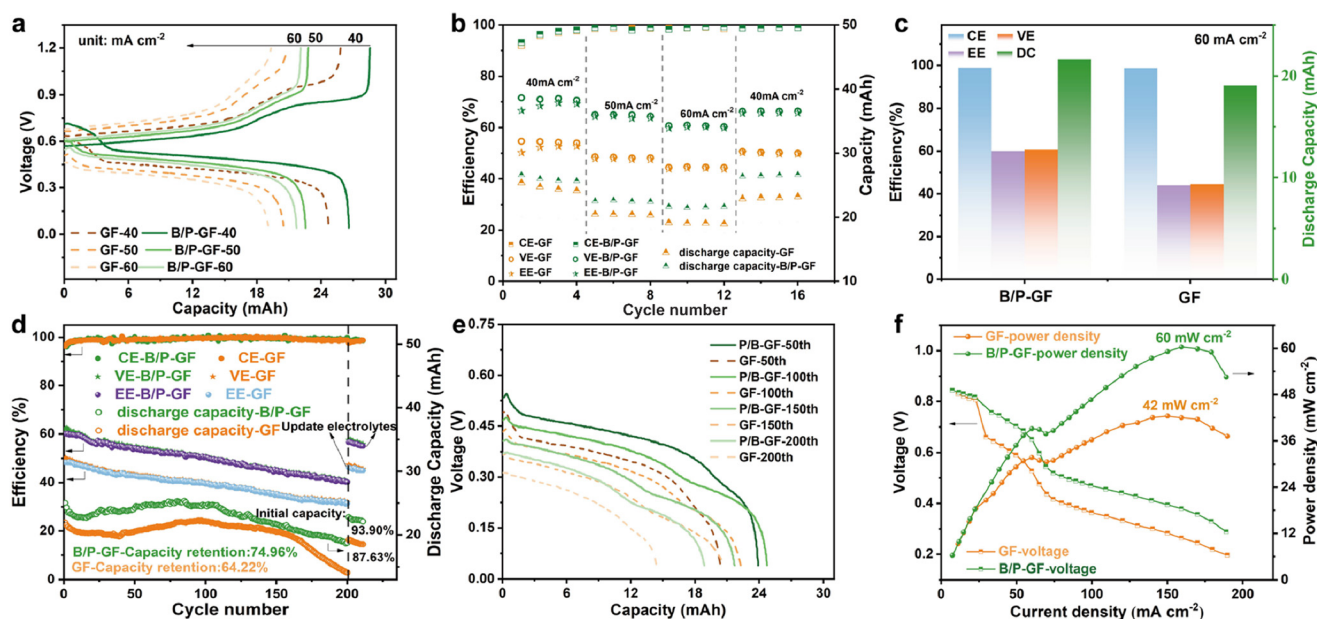 a
unit: mA cm-2
60 50 40
1.2
0.9
0.6
0.3
0.0
Voltage (V)
GF-40 B/P-GF-40
GF-50 B/P-GF-50
GF-60 B/P-GF-60
0 6 12 18 24 30 36
Capacity (mAh)
b
100
80
60
40
20
0
Efficiency (%)
50
40
30
20
10
Capacity (mAh)
40mA cm-2
50mA cm-2
60mA cm-2
40mA cm-2
CE-GF CE-B/P-GF
VE-GF VE-B/P-GF
EE-GF EE-B/P-GF
discharge capacity-GF
discharge capacity-B/P-GF
0 4 8 12 16
Cycle number
c
CE VE
EE DC
60 mA cm-2
100
80
60
40
20
0
Efficiency(%)
20
10
0
Discharge Capacity (mAh)
B/P-GF GF
d
100
80
60
40
20
0
Efficiency (%)
50
40
30
20
Discharge Capacity (mAh)
CE-B/P-GF CE-GF
VE-B/P-GF VE-GF
EE-B/P-GF EE-GF
discharge capacity-B/P-GF
discharge capacity-GF
Update electrolytes
Initial capacity:
93.90%
87.63%
B/P-GF-Capacity retention:74.96%
GF-Capacity retention:64.22%
0 50 100 150 200
Cycle number
e
0.75
0.60
0.45
0.30
0.15
0.00
Voltage (V)
P/B-GF-50th
GF-50th
P/B-GF-100th
GF-100th
P/B-GF-150th
GF-150th
P/B-GF-200th
GF-200th
0 6 12 18 24 30
Capacity (mAh)
f
GF-power density
B/P-GF-power density
60 mW cm-2
42 mW cm-2
1.0
0.8
0.6
0.4
0.2
Voltage (V)
60
48
36
24
12
0
Power density (mW cm-2)
GF-voltage
B/P-GF-voltage
0 50 100 150 200
Current density (mA cm-2)